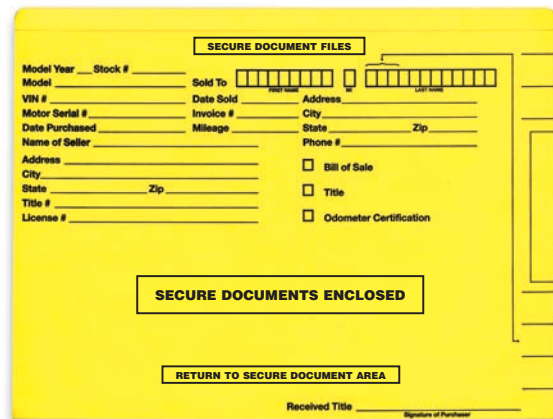 SECURE DOCUMENT FILES
Model Year Stock #
Model Sold To
FIRST NAME MI LAST NAME
VIN # Date Sold Address
Motor Serial # Invoice # City
Date Purchased Mileage State Zip
Name of Seller Phone #
Address
Bill of Sale
City
State Zip
Title
Title #
License #
Odometer Certification
SECURE DOCUMENTS ENCLOSED
RETURN TO SECURE DOCUMENT AREA
Received Title
Signature of Purchaser